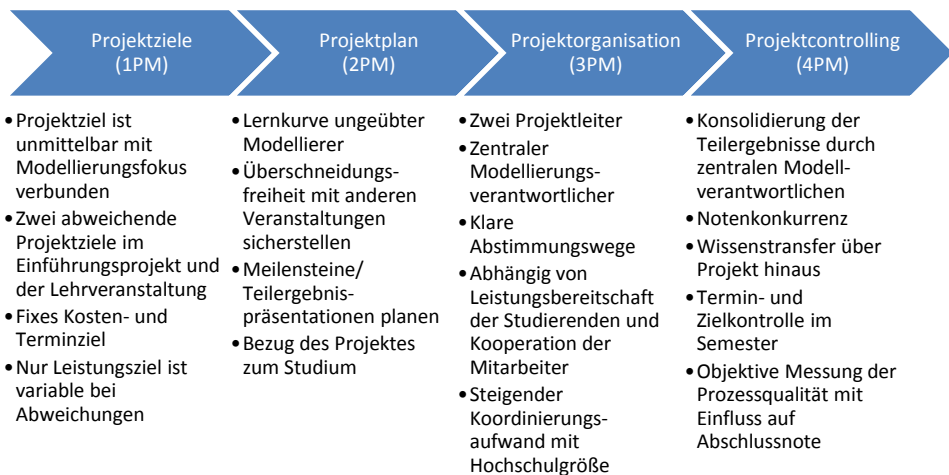 Projektziele
(1PM)
Projektplan
(2PM)
Projektorganisation
(3PM)
Projektcontrolling
(4PM)
•Projektziel ist
unmittelbar mit
Modellierungsfokus
verbunden
•Zwei abweichende
Projektziele im
Einführungsprojekt und
der Lehrveranstaltung
•Fixes Kosten- und
Terminziel
•Nur Leistungsziel ist
variable bei
Abweichungen
•Lernkurve ungeübter
Modellierer
•Überschneidungs-
freiheit mit anderen
Veranstaltungen
sicherstellen
•Meilensteine/
Teilergebnis-
präsentationen planen
•Bezug des Projektes
zum Studium
•Zwei Projektleiter
•Zentraler
Modellierungs-
verantwortlicher
•Klare
Abstimmungswege
•Abhängig von
Leistungsbereitschaft
der Studierenden und
Kooperation der
Mitarbeiter
•Steigender
Koordinierungs-
aufwand mit
Hochschulgröße
•Konsolidierung der
Teilergebnisse durch
zentralen Modell-
verantwortlichen
•Notenkonkurrenz
•Wissenstransfer über
Projekt hinaus
•Termin- und
Zielkontrolle im
Semester
•Objektive Messung der
Prozessqualität mit
Einfluss auf
Abschlussnote